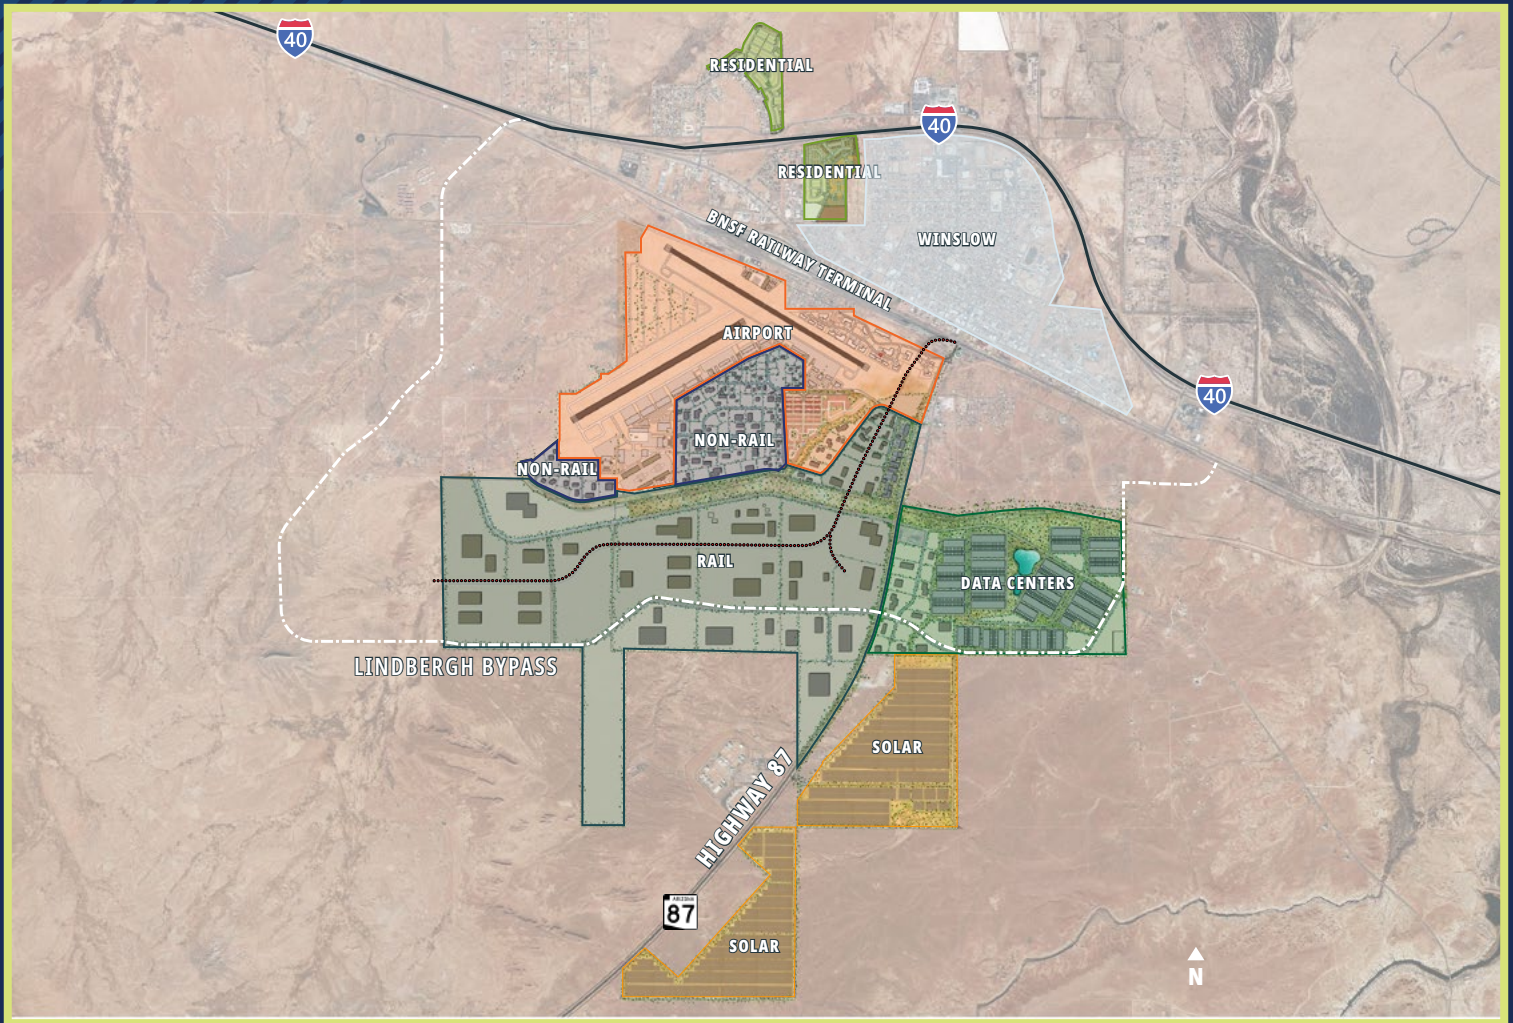 40
RESIDENTIAL
40
RESIDENTIAL
BNSF RAILWAY TERMINAL
WINSLOW
AIRPORT
40
NON-RAIL
NON-RAIL
RAIL
DATA CENTERS
LINDBERGH BYPASS
SOLAR
HIGHWAY 87
ARIZONA
87
SOLAR
N